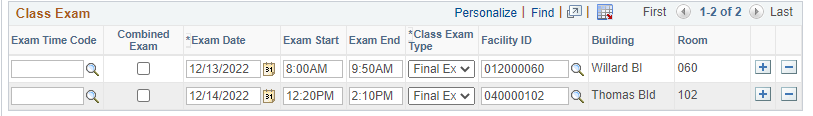 Class Exam Personalize | Find | First 1-2 of 2 Last
Exam Time Code Combined Exam *Exam Date Exam Start Exam End *Class Exam Type Facility ID Building Room
12/13/2022 31 8:00AM 9:50AM Final Ex 012000060 Willard Bl 060
12/14/2022 31 12:20PM 2:10PM Final Ex 040000102 Thomas Bld 102